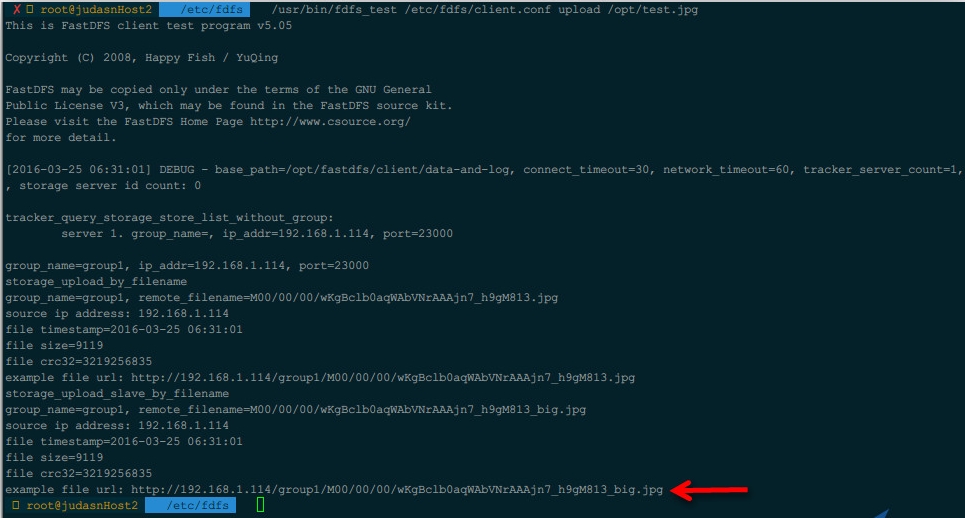 ✗ root@judasnHost2 /etc/fdfs /usr/bin/fdfs_test /etc/fdfs/client.conf upload /opt/test.jpg
This is FastDFS client test program v5.05
Copyright (C) 2008, Happy Fish / YuQing
FastDFS may be copied only under the terms of the GNU General
Public License V3, which may be found in the FastDFS source kit.
Please visit the FastDFS Home Page http://www.csource.org/
for more detail.
[2016-03-25 06:31:01] DEBUG - base_path=/opt/fastdfs/client/data-and-log, connect_timeout=30, network_timeout=60, tracker_server_count=1,
, storage server id count: 0
tracker_query_storage_store_list_without_group:
server 1. group_name=, ip_addr=192.168.1.114, port=23000
group_name=group1, ip_addr=192.168.1.114, port=23000
storage_upload_by_filename
group_name=group1, remote_filename=M00/00/00/wKgBclb0aqWAbVNrAAAjn7_h9gM813.jpg
source ip address: 192.168.1.114
file timestamp=2016-03-25 06:31:01
file size=9119
file crc32=3219256835
example file url: http://192.168.1.114/group1/M00/00/00/wKgBclb0aqWAbVNrAAAjn7_h9gM813.jpg
storage_upload_slave_by_filename
group_name=group1, remote_filename=M00/00/00/wKgBclb0aqWAbVNrAAAjn7_h9gM813_big.jpg
source ip address: 192.168.1.114
file timestamp=2016-03-25 06:31:01
file size=9119
file crc32=3219256835
example file url: http://192.168.1.114/group1/M00/00/00/wKgBclb0aqWAbVNrAAAjn7_h9gM813_big.jpg
root@judasnHost2 /etc/fdfs